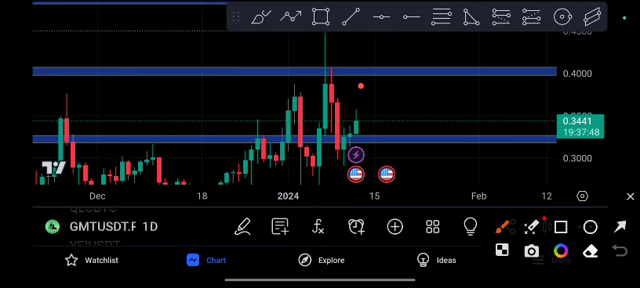 0.4000
0.3441
19:37:48
0.3000
Dec
18
2024
15
Feb
12
GMTUSDT.P 1D
Watchlist
Chart
Explore
Ideas
Menu